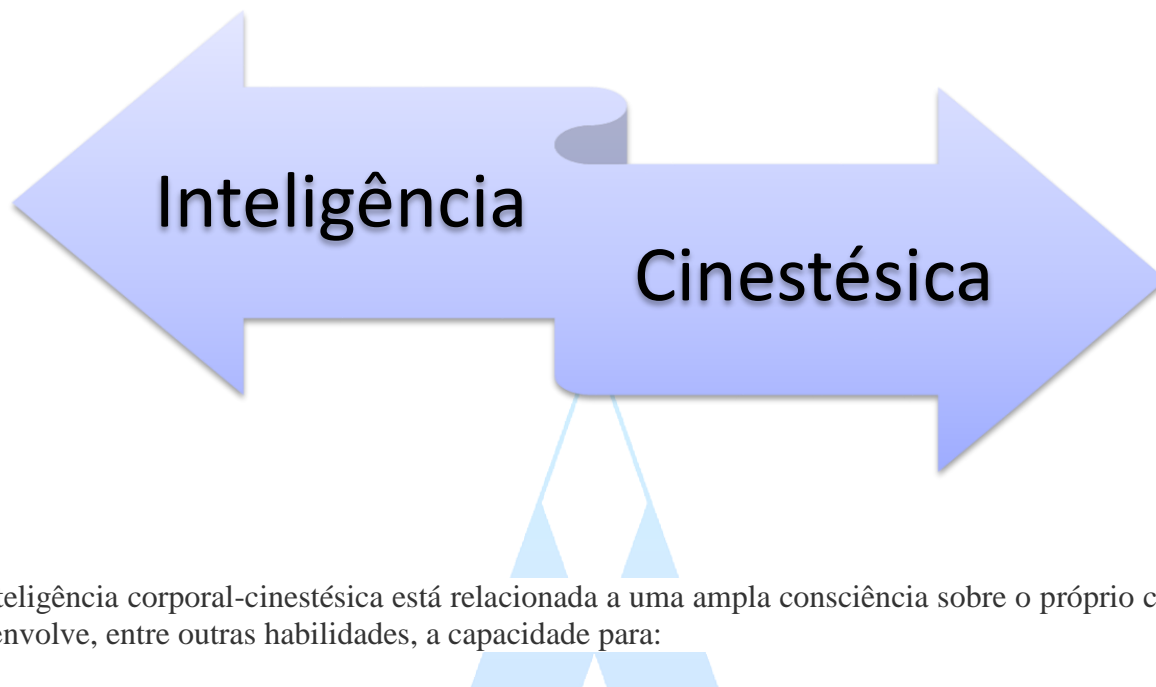 Inteligência
Cinestésica
teligência corporal-cinestésica está relacionada a uma ampla consciência sobre o próprio c
envolve, entre outras habilidades, a capacidade para: